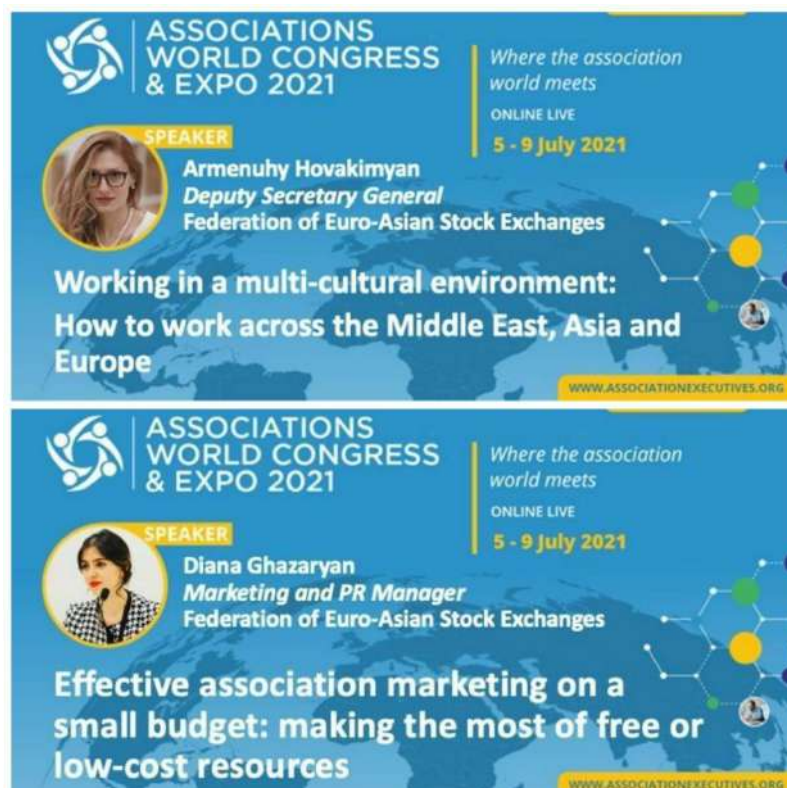 ASSOCIATIONS
WORLD CONGRESS
& EXPO 2021
Where the association
world meets
ONLINE LIVE
5 - 9 July 2021
SPEAKER
Armenuhy Hovakimyan
Deputy Secretary General
Federation of Euro-Asian Stock Exchanges
Working in a multi-cultural environment:
How to work across the Middle East, Asia and
Europe
WWW.ASSOCIATIONEXECUTIVES.ORG
ASSOCIATIONS
WORLD CONGRESS
& EXPO 2021
Where the association
world meets
ONLINE LIVE
5 - 9 July 2021
SPEAKER
Diana Ghazaryan
Marketing and PR Manager
Federation of Euro-Asian Stock Exchanges
Effective association marketing on a
small budget: making the most of free or
low-cost resources
WWW.ASSOCIATIONEXECUTIVES.ORG